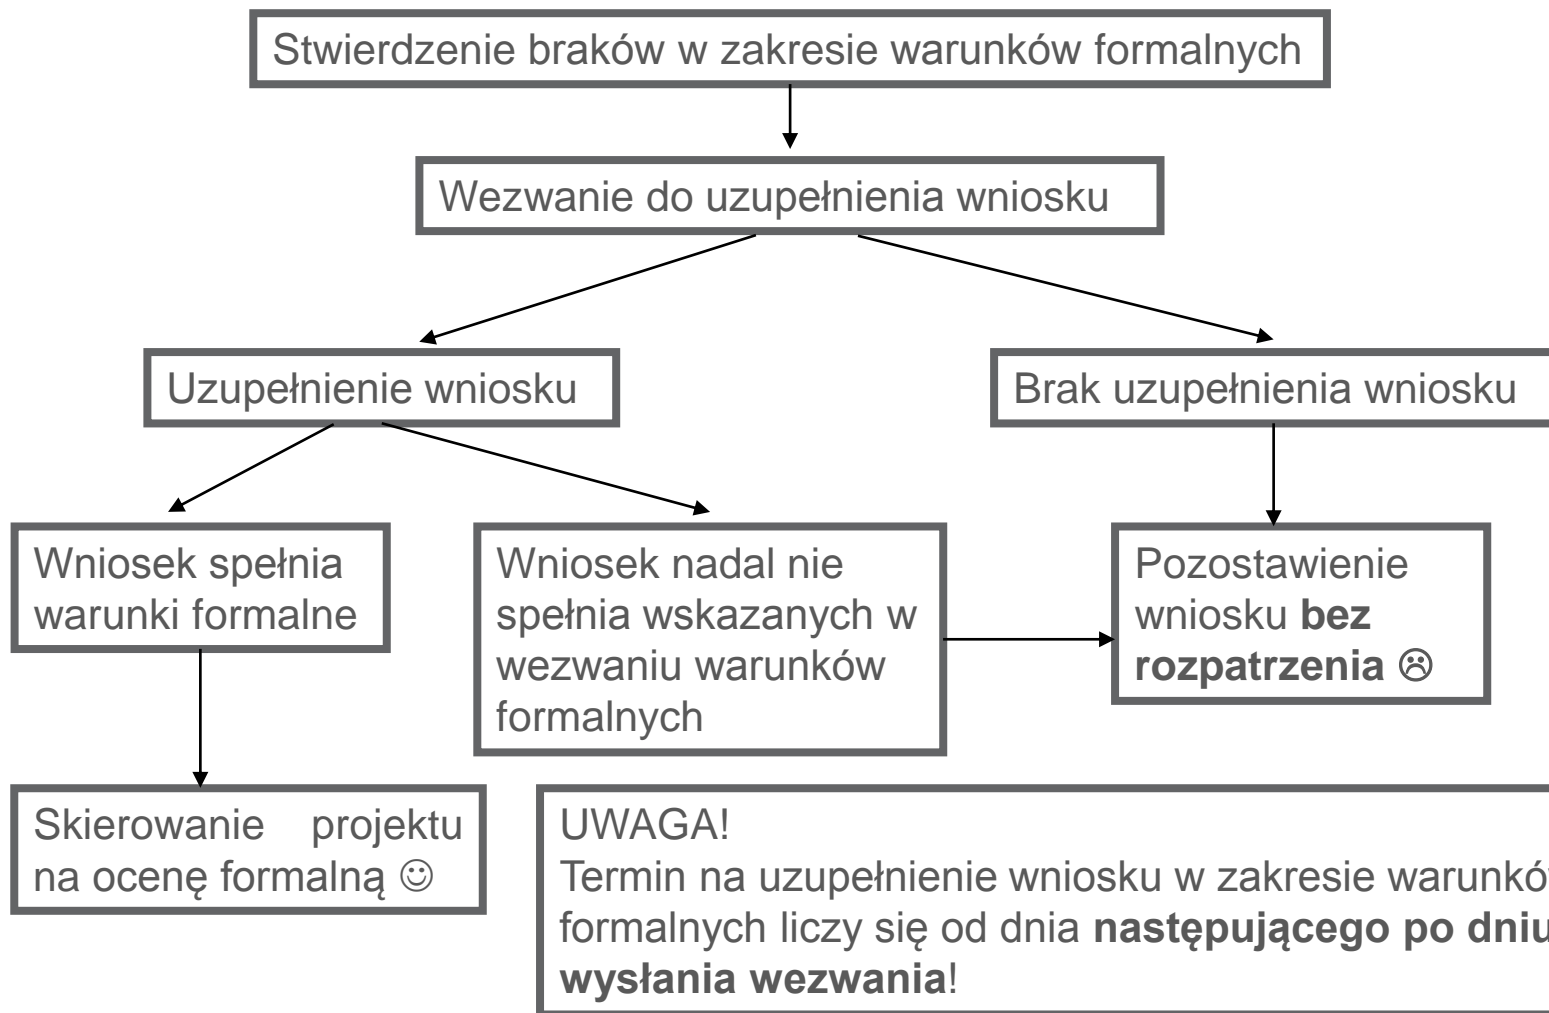 Stwierdzenie braków w zakresie warunków formalnych
Wezwanie do uzupełnienia wniosku
Uzupełnienie wniosku
Brak uzupełnienia wniosku
Wniosek spełnia
warunki formalne
Wniosek nadal nie
spełnia wskazanych w
wezwaniu warunków
formalnych
Pozostawienie
wniosku bez
rozpatrzenia ☹
Skierowanie projektu
na ocenę formalną ☺
UWAGA!
Termin na uzupełnienie wniosku w zakresie warunków
formalnych liczy się od dnia następującego po dniu
wysłania wezwania!